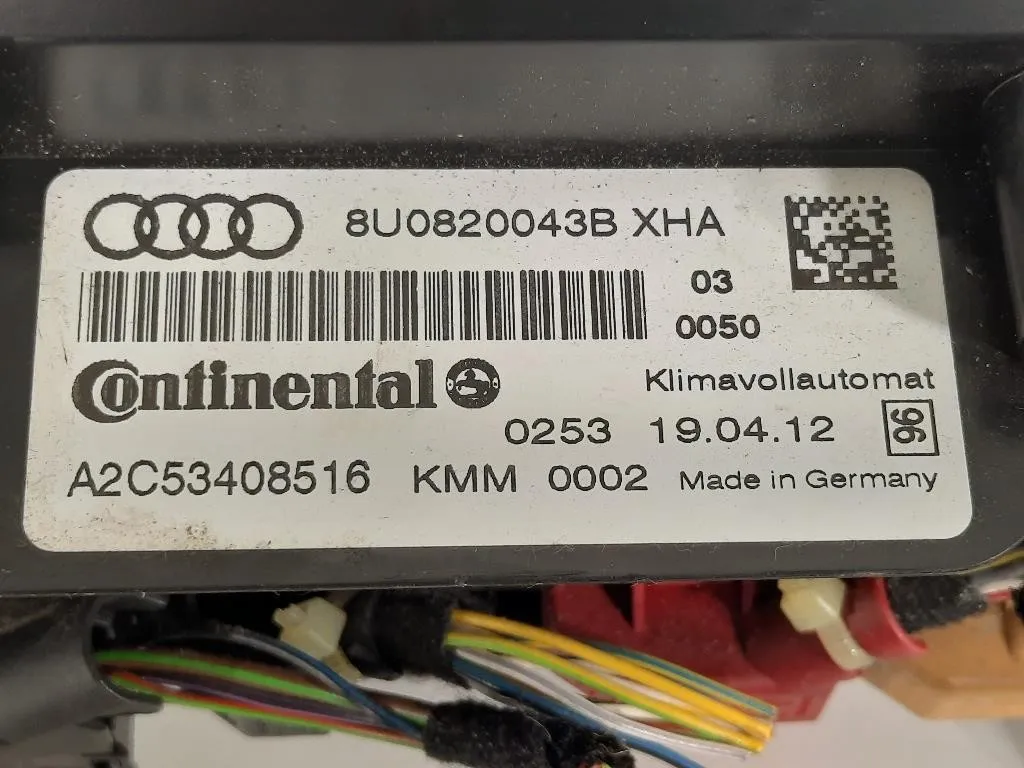 8U0820043B XHA
03
0050
Continental
Klimavollautomat
0253 19.04.12 96
A2C53408516 KMM 0002 Made in Germany